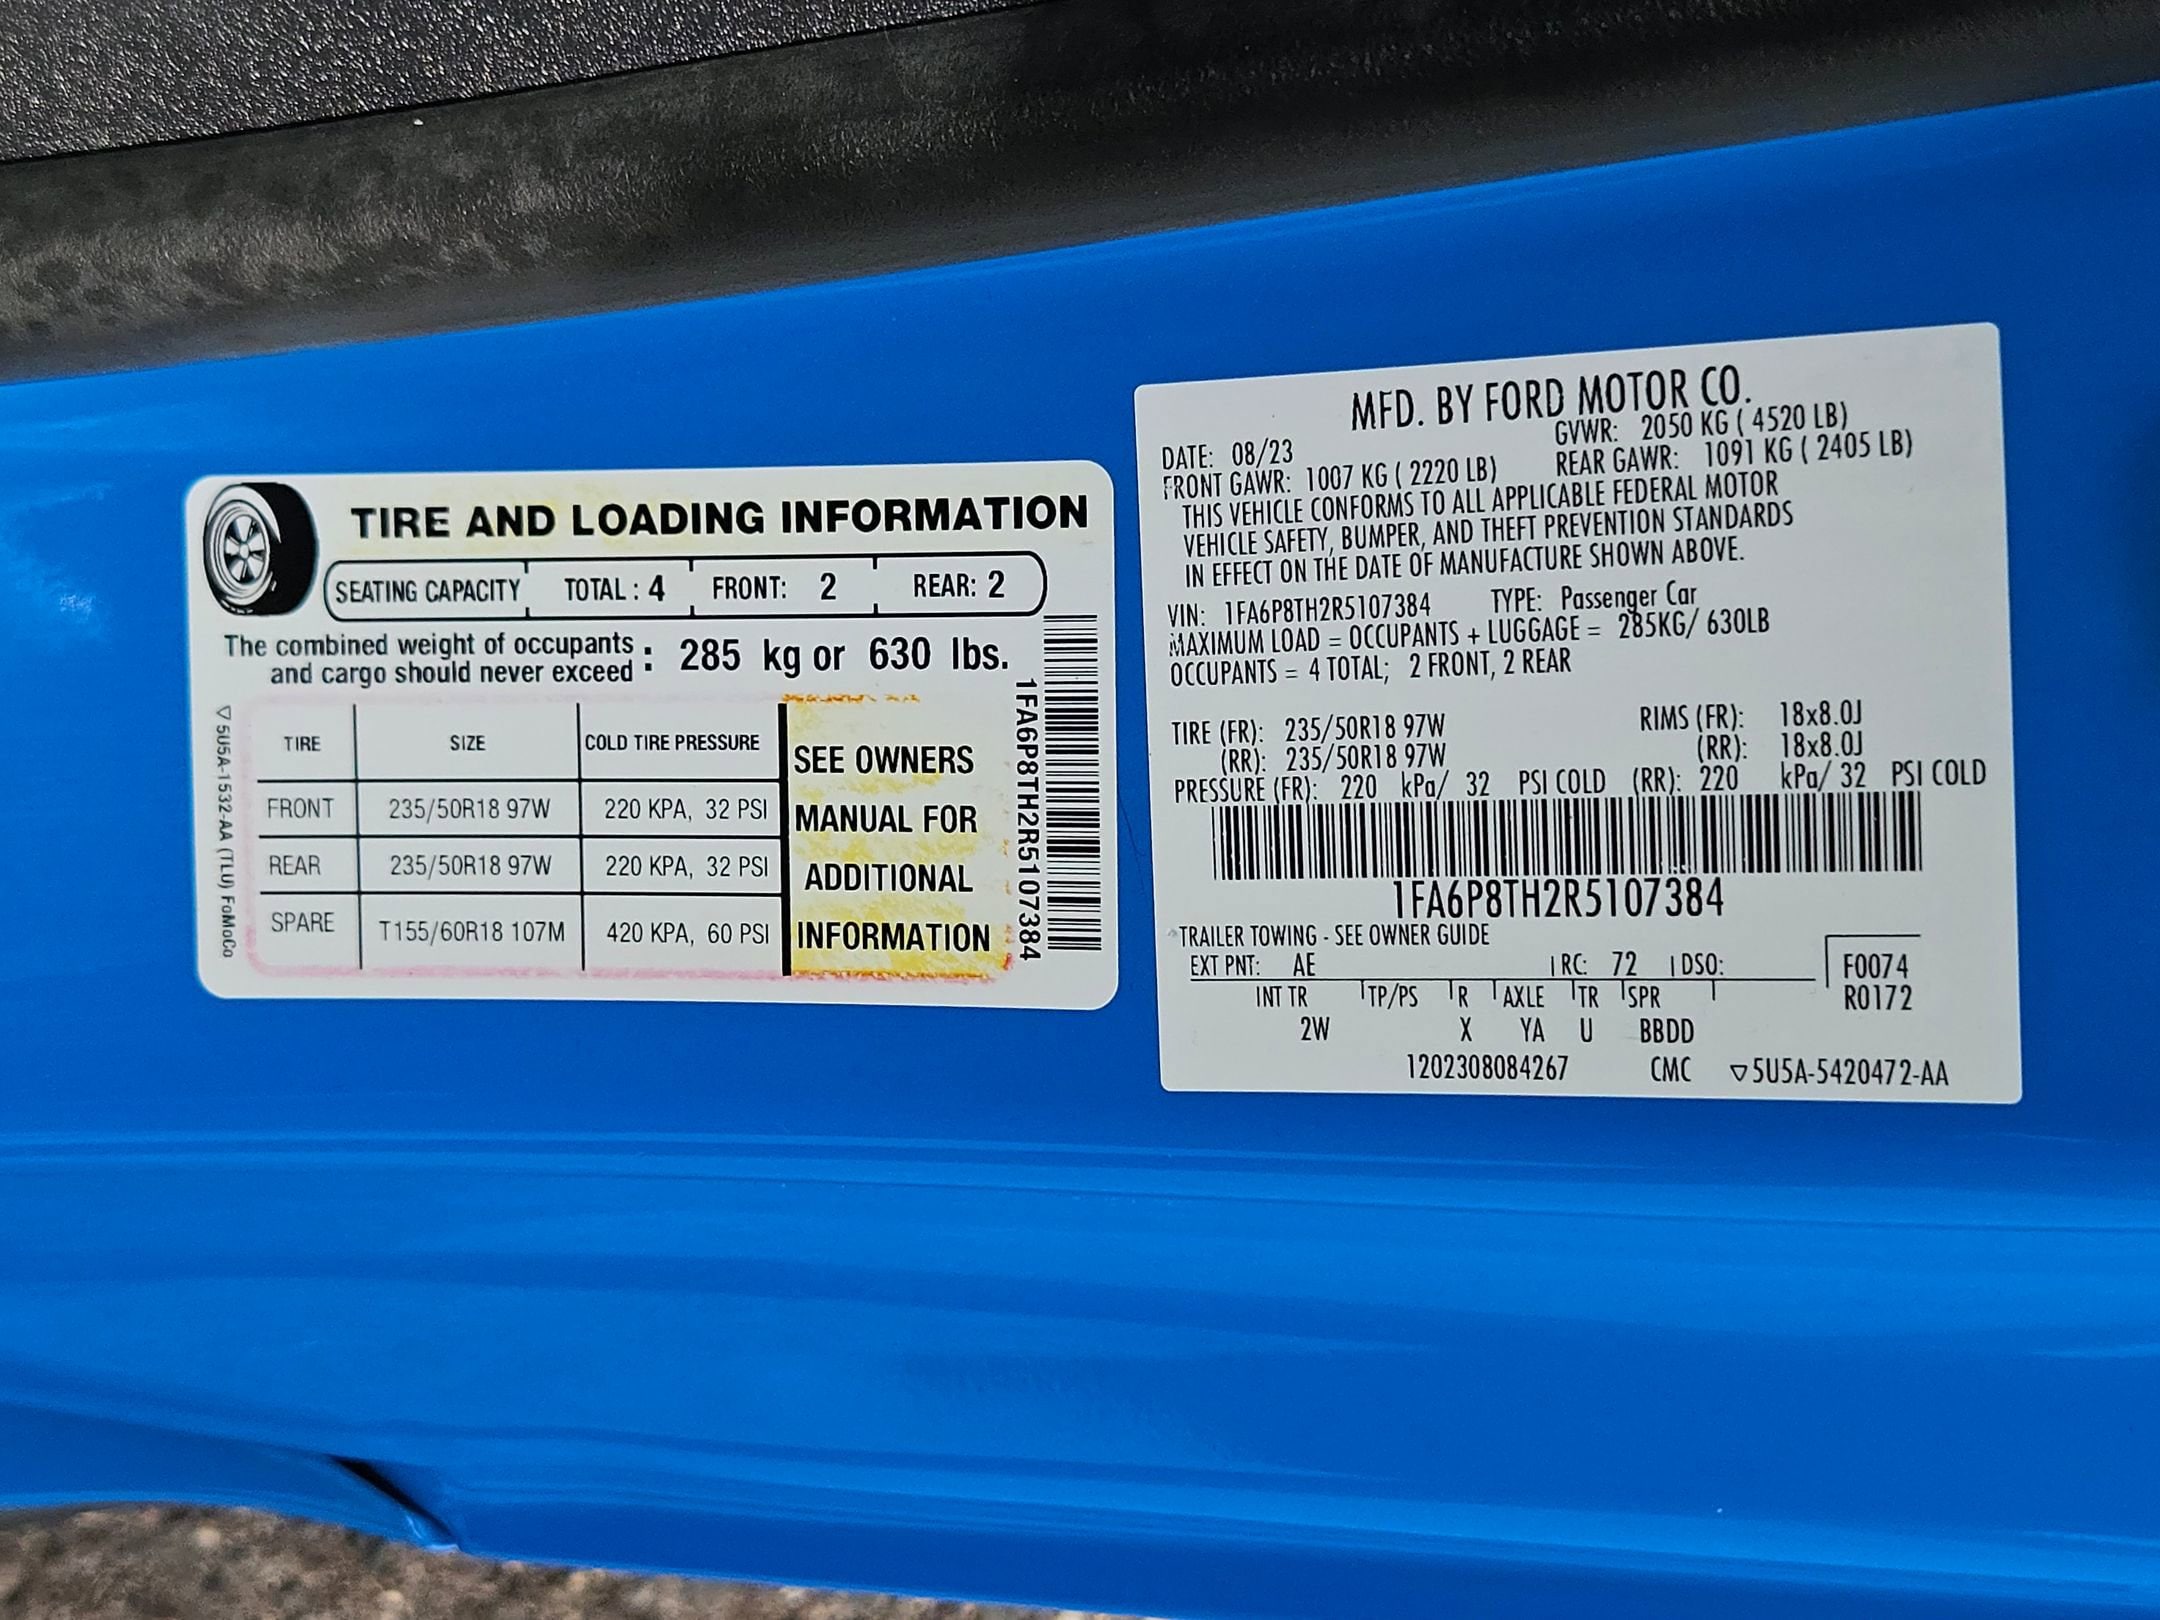 TIRE AND LOADING INFORMATION
SEATING CAPACITY TOTAL : 4 FRONT: 2 REAR: 2
The combined weight of occupants
and cargo should never exceed : 285 kg or 630 lbs.
TIRE SIZE COLD TIRE PRESSURE
FRONT 235/50R18 97W 220 KPA, 32 PSI
REAR 235/50R18 97W 220 KPA, 32 PSI
SPARE T155/60R18 107M 420 KPA, 60 PSI
SEE OWNERS
MANUAL FOR
ADDITIONAL
INFORMATION
1FA6P8TH2R5107384
5U5A-1532-AA (TLU) FoMoCo
MFD. BY FORD MOTOR CO.
DATE: 08/23 GVWR: 2050 KG ( 4520 LB)
FRONT GAWR: 1007 KG ( 2220 LB) REAR GAWR: 1091 KG ( 2405 LB)
THIS VEHICLE CONFORMS TO ALL APPLICABLE FEDERAL MOTOR
VEHICLE SAFETY, BUMPER, AND THEFT PREVENTION STANDARDS
IN EFFECT ON THE DATE OF MANUFACTURE SHOWN ABOVE.
VIN: 1FA6P8TH2R5107384 TYPE: Passenger Car
MAXIMUM LOAD = OCCUPANTS + LUGGAGE = 285KG/ 630LB
OCCUPANTS = 4 TOTAL; 2 FRONT, 2 REAR
TIRE (FR): 235/50R18 97W RIMS (FR): 18x8.0J
(RR): 235/50R18 97W (RR): 18x8.0J
PRESSURE (FR): 220 kPa/ 32 PSI COLD (RR): 220 kPa/ 32 PSI COLD
1FA6P8TH2R5107384
TRAILER TOWING - SEE OWNER GUIDE
EXT PNT: AE RC: 72 DSO: F0074
INT TR TP/PS R AXLE TR SPR R0172
2W X YA U BBDD
1202308084267 CMC ▽5U5A-5420472-AA